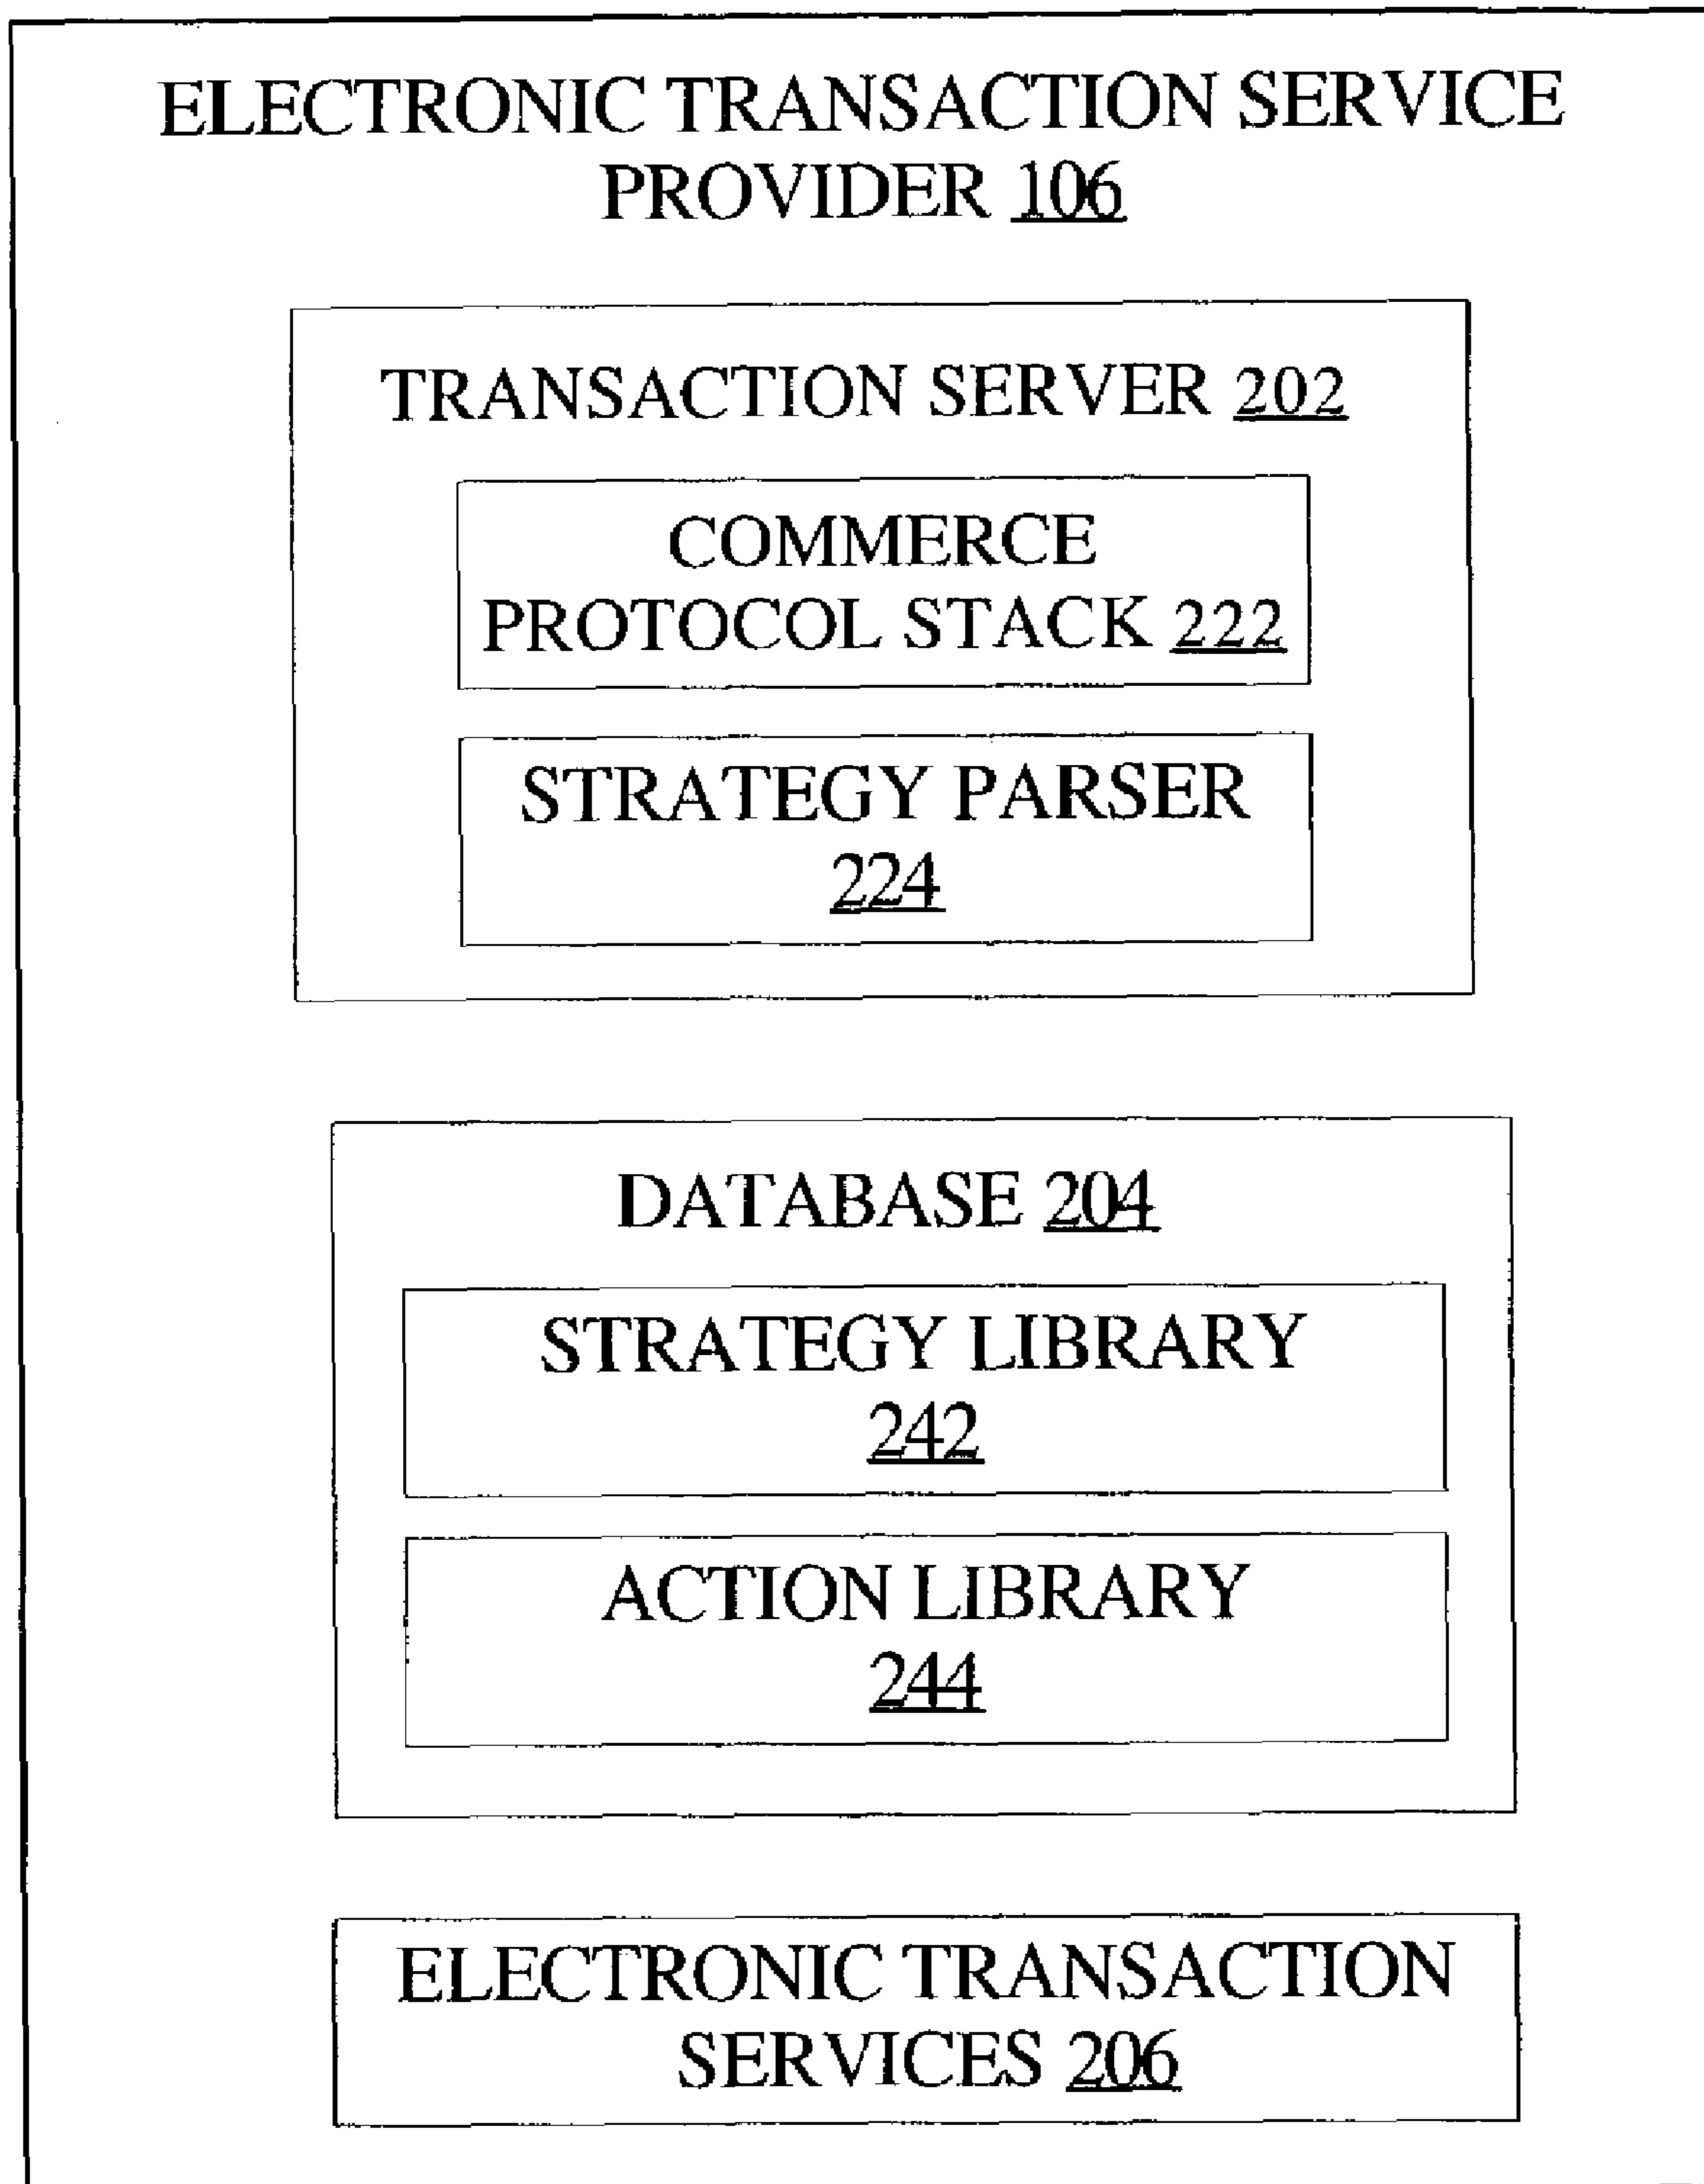 ELECTRONIC TRANSACTION SERVICE
PROVIDER 106
TRANSACTION SERVER 202
COMMERCE
PROTOCOL STACK 222
STRATEGY PARSER
224
DATABASE 204
STRATEGY LIBRARY
242
ACTION LIBRARY
244
ELECTRONIC TRANSACTION
SERVICES 206